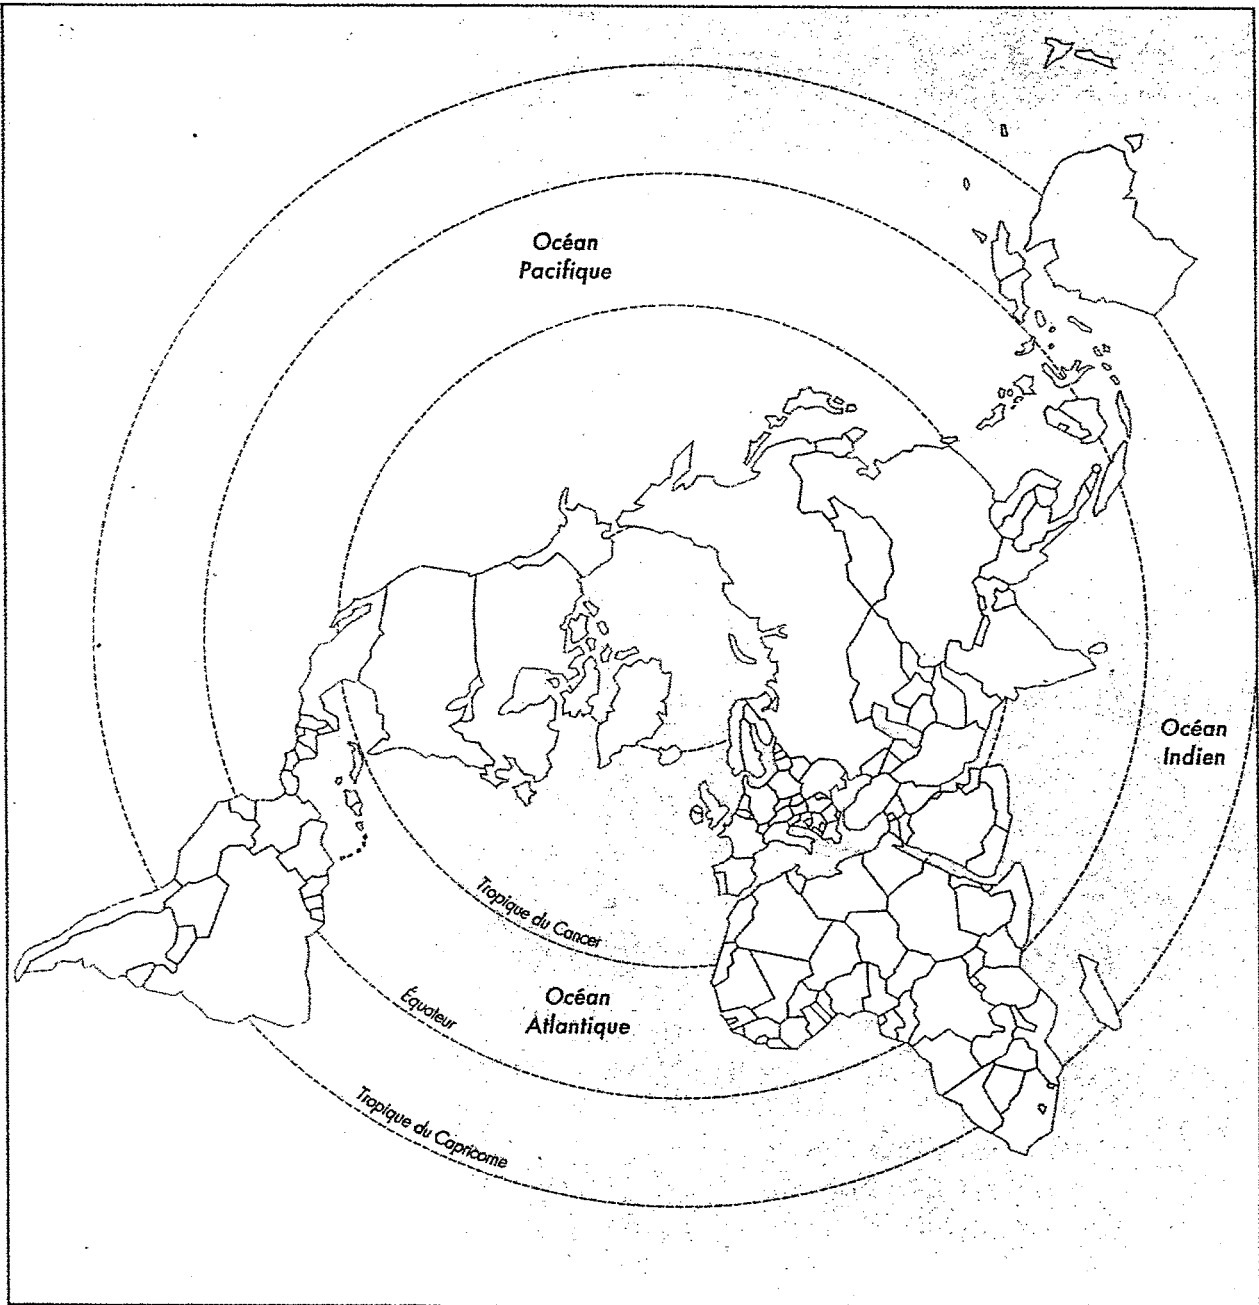 Océan
Pacifique
Océan
Indien
Tropique du Cancer
Équateur
Océan
Atlantique
Tropique du Capricorne